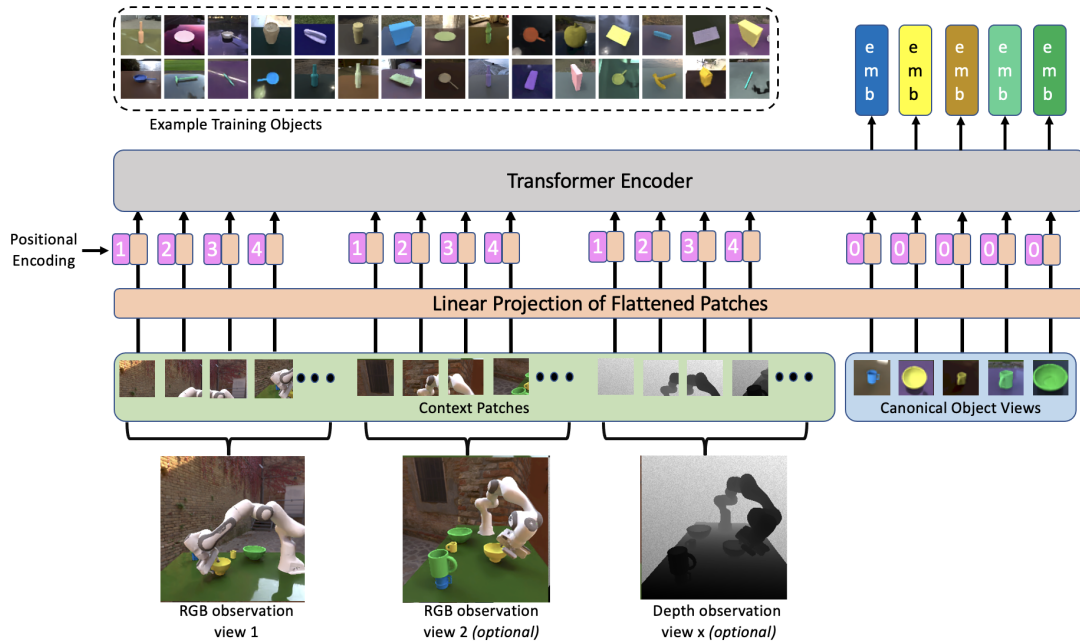 Example Training Objects
e e e e e
m m m m m
b b b b b
Transformer Encoder
Positional
Encoding
1 2 3 4 1 2 3 4 1 2 3 4 0 0 0 0 0
Linear Projection of Flattened Patches
Context Patches
Canonical Object Views
RGB observation
view 1
RGB observation
view 2 (optional)
Depth observation
view x (optional)